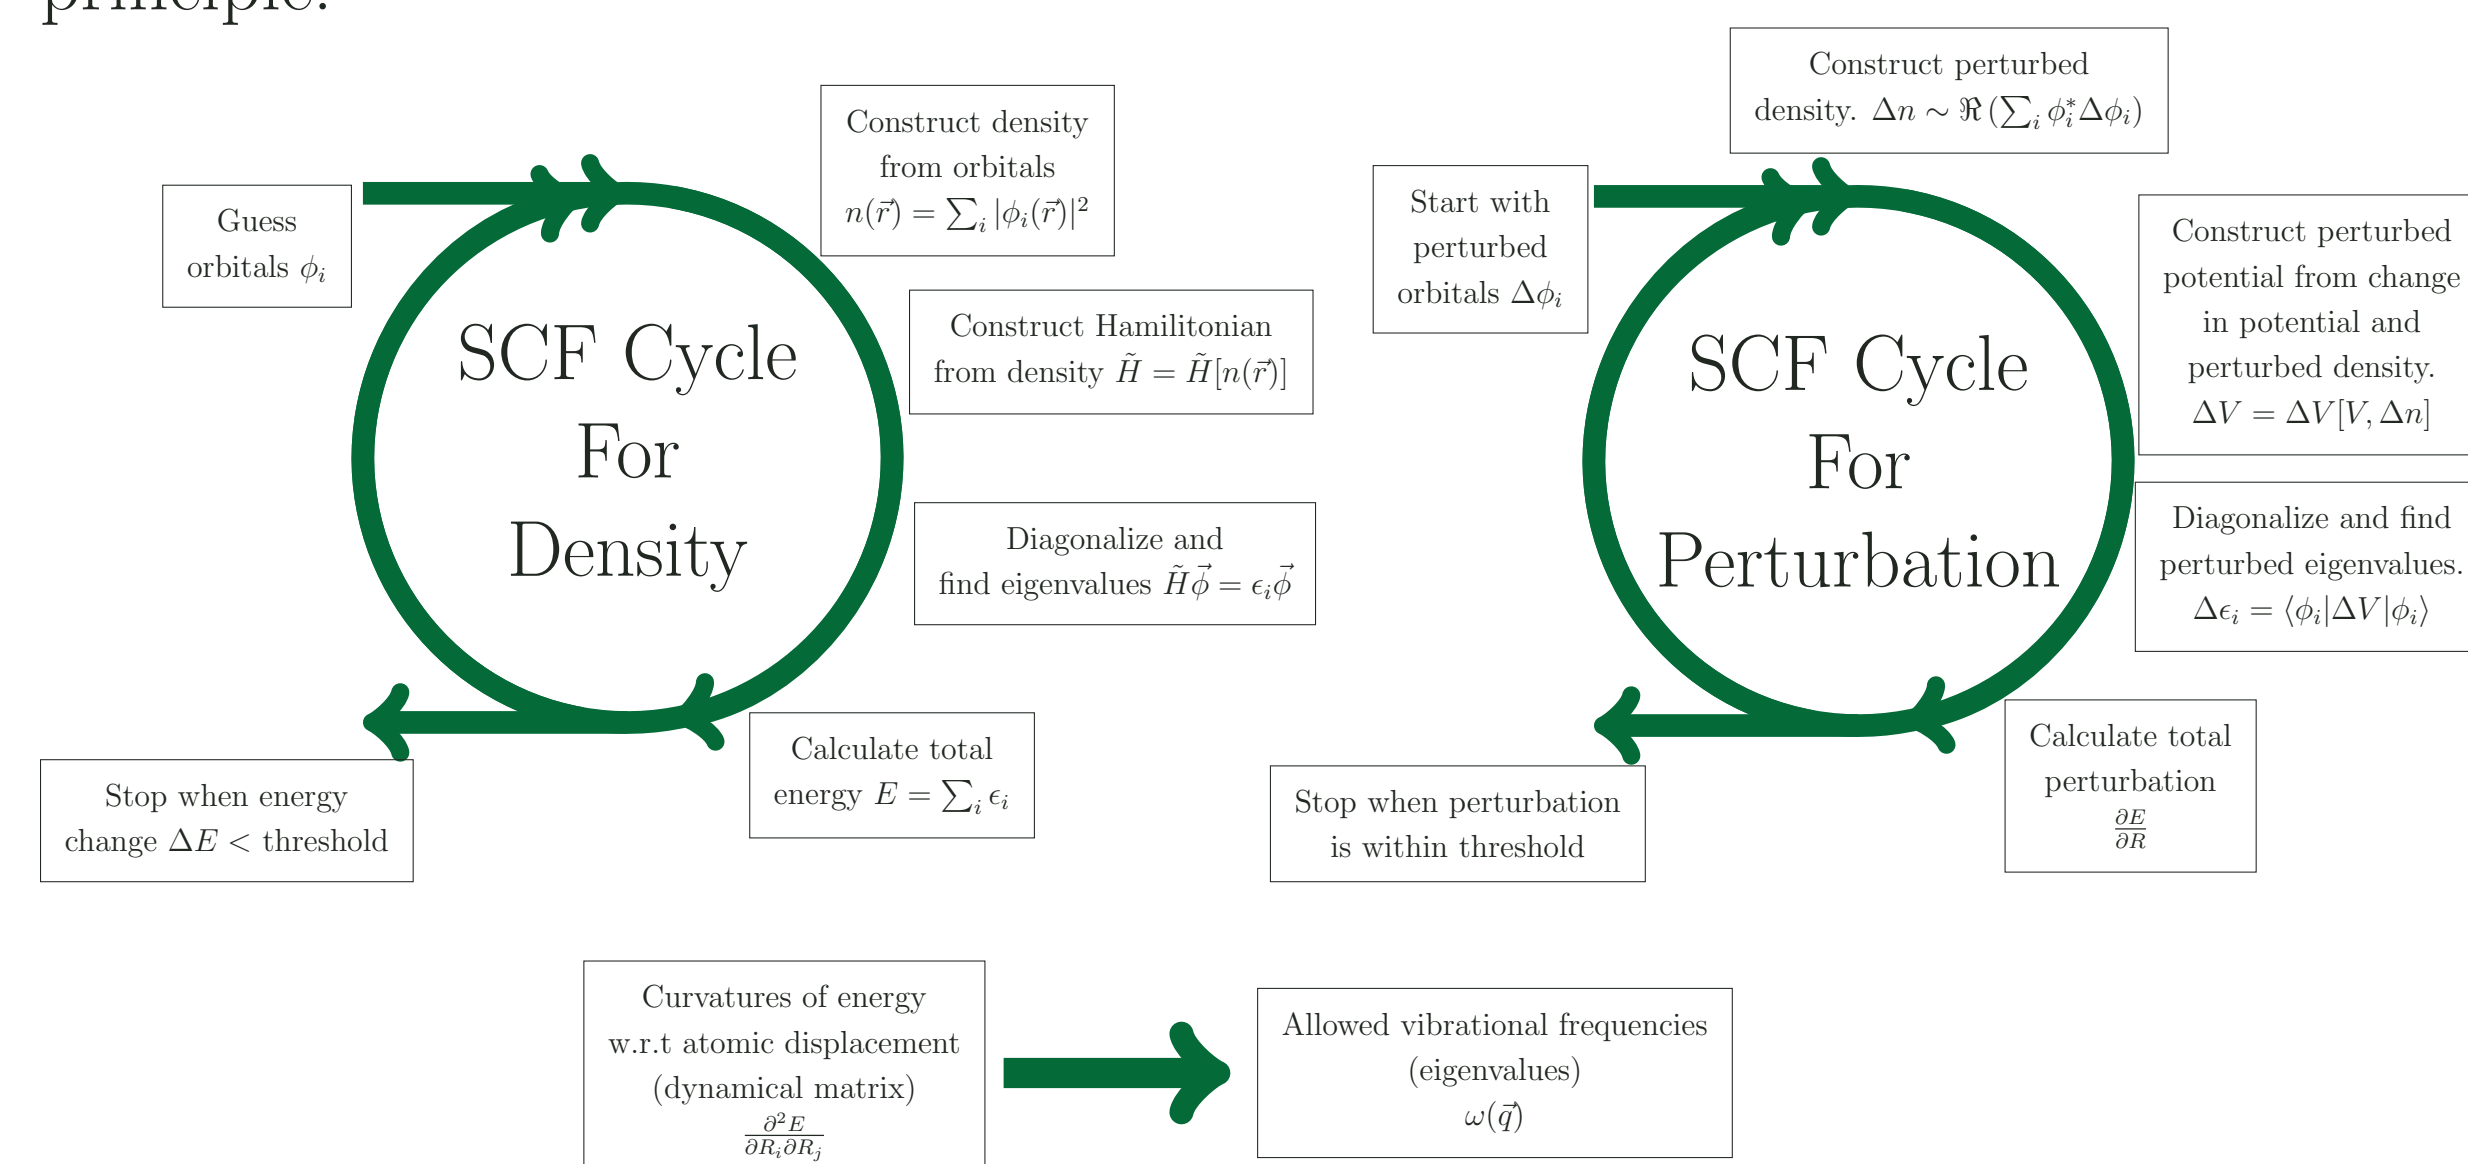 principle.
Guess
orbitals $\phi_i$
Construct density
from orbitals
$n(\vec{r}) = \sum_i |\phi_i(\vec{r})|^2$
Construct Hamilitonian
from density $\tilde{H} = \tilde{H}[n(\vec{r})]$
SCF Cycle
For
Density
Diagonalize and
find eigenvalues $\tilde{H}\vec{\phi} = \epsilon_i\vec{\phi}$
Calculate total
energy $E = \sum_i \epsilon_i$
Stop when energy
change $\Delta E <$ threshold
Start with
perturbed
orbitals $\Delta\phi_i$
Construct perturbed
density. $\Delta n \sim \Re\left(\sum_i \phi_i^* \Delta\phi_i\right)$
Construct perturbed
potential from change
in potential and
perturbed density.
$\Delta V = \Delta V[V, \Delta n]$
SCF Cycle
For
Perturbation
Diagonalize and find
perturbed eigenvalues.
$\Delta\epsilon_i = \langle\phi_i|\Delta V|\phi_i\rangle$
Calculate total
perturbation
$\frac{\partial E}{\partial R}$
Stop when perturbation
is within threshold
Curvatures of energy
w.r.t atomic displacement
(dynamical matrix)
$\frac{\partial^2 E}{\partial R_i \partial R_j}$
Allowed vibrational frequencies
(eigenvalues)
$\omega(\vec{q})$